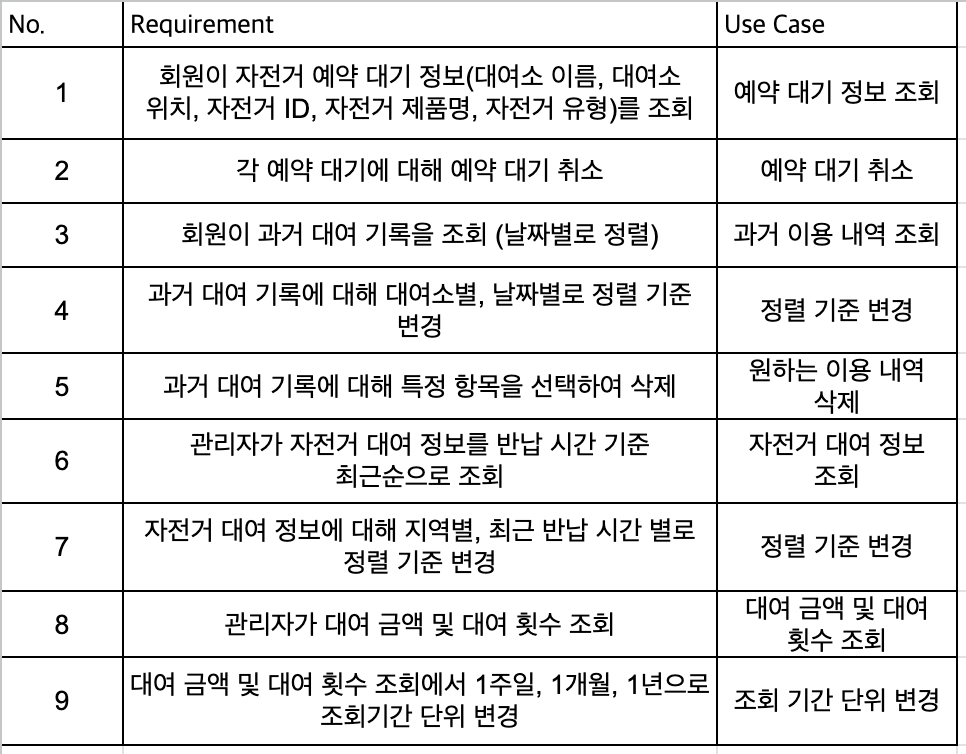 No. Requirement Use Case
1 회원이 자전거 예약 대기 정보(대여소 이름, 대여소 예약 대기 정보 조회
위치, 자전거 ID, 자전거 제품명, 자전거 유형)를 조회
2 각 예약 대기에 대해 예약 대기 취소 예약 대기 취소
3 회원이 과거 대여 기록을 조회 (날짜별로 정렬) 과거 이용 내역 조회
4 과거 대여 기록에 대해 대여소별, 날짜별로 정렬 기준 정렬 기준 변경
변경
5 과거 대여 기록에 대해 특정 항목을 선택하여 삭제 원하는 이용 내역
삭제
6 관리자가 자전거 대여 정보를 반납 시간 기준 자전거 대여 정보
최근순으로 조회 조회
7 자전거 대여 정보에 대해 지역별, 최근 반납 시간 별로 정렬 기준 변경
정렬 기준 변경
8 관리자가 대여 금액 및 대여 횟수 조회 대여 금액 및 대여
횟수 조회
9 대여 금액 및 대여 횟수 조회에서 1주일, 1개월, 1년으로 조회 기간 단위 변경
조회기간 단위 변경